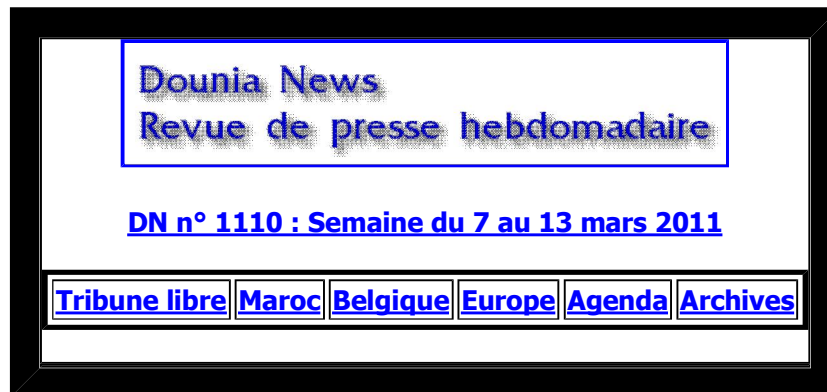 Dounia News
Revue de presse hebdomadaire
DN n° 1110 : Semaine du 7 au 13 mars 2011
Tribune libre Maroc Belgique Europe Agenda Archives